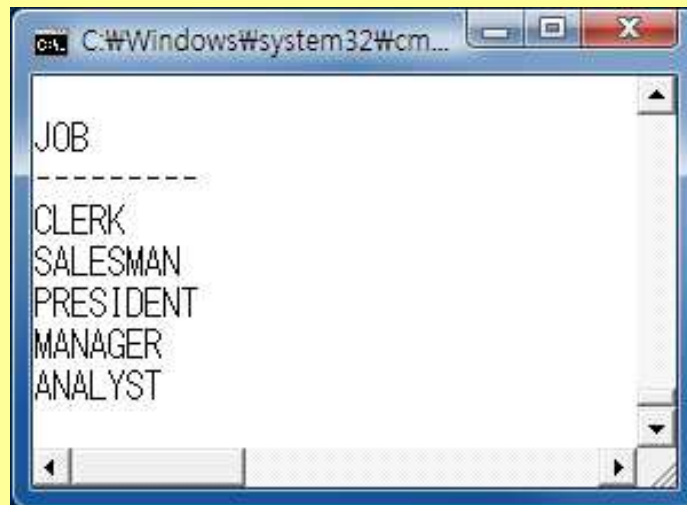 C:₩Windows₩system32₩cm...
JOB
---------
CLERK
SALESMAN
PRESIDENT
MANAGER
ANALYST